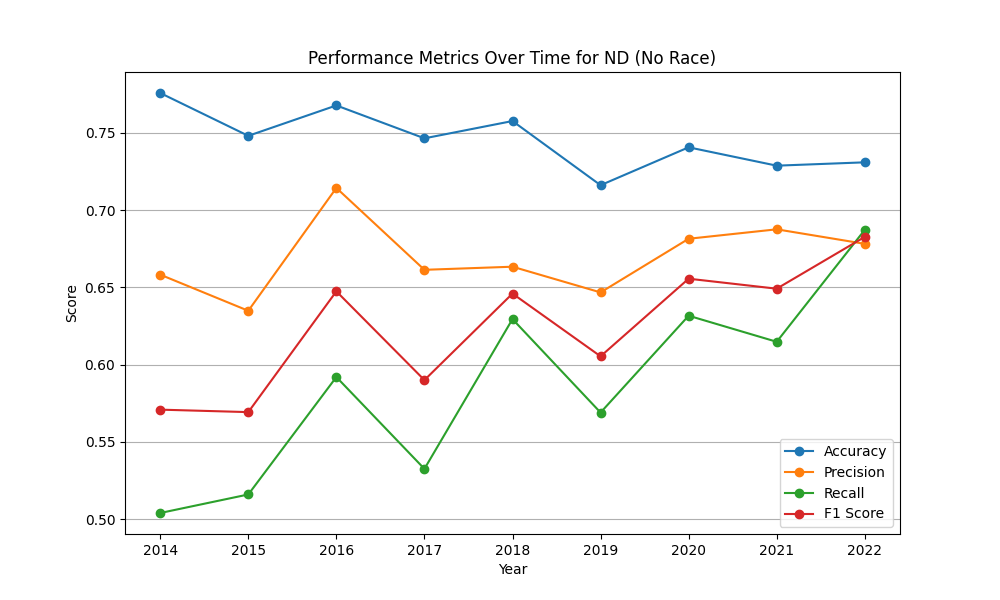 Performance Metrics Over Time for ND (No Race)
Score
0.75
0.70
0.65
0.60
0.55
0.50
Accuracy
Precision
Recall
F1 Score
2014 2015 2016 2017 2018 2019 2020 2021 2022
Year